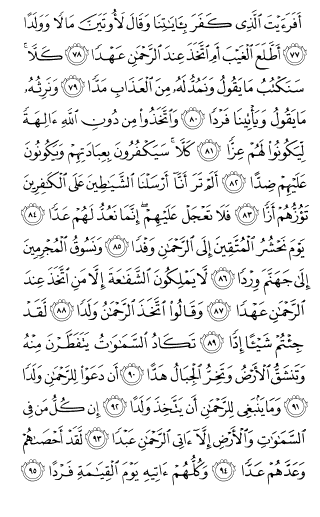 أَفَرَءَيْتَ ٱلَّذِى كَفَرَ بِـَٔايَـٰتِنَا وَقَالَ لَأُوتَيَنَّ مَالًا وَوَلَدًا
﴿٧٧﴾ أَطَّلَعَ ٱلْغَيْبَ أَمِ ٱتَّخَذَ عِندَ ٱلرَّحْمَـٰنِ عَهْدًا ﴿٧٨﴾ كَلَّا ۚ
سَنَكْتُبُ مَا يَقُولُ وَنَمُدُّ لَهُۥ مِنَ ٱلْعَذَابِ مَدًّا ﴿٧٩﴾ وَنَرِثُهُۥ
مَا يَقُولُ وَيَأْتِينَا فَرْدًا ﴿٨٠﴾ وَٱتَّخَذُوا۟ مِن دُونِ ٱللَّهِ ءَالِهَةً
لِّيَكُونُوا۟ لَهُمْ عِزًّا ﴿٨١﴾ كَلَّا ۚ سَيَكْفُرُونَ بِعِبَادَتِهِمْ وَيَكُونُونَ
عَلَيْهِمْ ضِدًّا ﴿٨٢﴾ أَلَمْ تَرَ أَنَّآ أَرْسَلْنَا ٱلشَّيَـٰطِينَ عَلَى ٱلْكَـٰفِرِينَ
تَؤُزُّهُمْ أَزًّا ﴿٨٣﴾ فَلَا تَعْجَلْ عَلَيْهِمْ ۖ إِنَّمَا نَعُدُّ لَهُمْ عَدًّا ﴿٨٤﴾
يَوْمَ نَحْشُرُ ٱلْمُتَّقِينَ إِلَى ٱلرَّحْمَـٰنِ وَفْدًا ﴿٨٥﴾ وَنَسُوقُ ٱلْمُجْرِمِينَ
إِلَىٰ جَهَنَّمَ وِرْدًا ﴿٨٦﴾ لَّا يَمْلِكُونَ ٱلشَّفَـٰعَةَ إِلَّا مَنِ ٱتَّخَذَ عِندَ
ٱلرَّحْمَـٰنِ عَهْدًا ﴿٨٧﴾ وَقَالُوا۟ ٱتَّخَذَ ٱلرَّحْمَـٰنُ وَلَدًا ﴿٨٨﴾ لَّقَدْ
جِئْتُمْ شَيْـًٔا إِدًّا ﴿٨٩﴾ تَكَادُ ٱلسَّمَـٰوَٰتُ يَتَفَطَّرْنَ مِنْهُ
وَتَنشَقُّ ٱلْأَرْضُ وَتَخِرُّ ٱلْجِبَالُ هَدًّا ﴿٩٠﴾ أَن دَعَوْا۟ لِلرَّحْمَـٰنِ وَلَدًا
﴿٩١﴾ وَمَا يَنۢبَغِى لِلرَّحْمَـٰنِ أَن يَتَّخِذَ وَلَدًا ﴿٩٢﴾ إِن كُلُّ مَن فِى
ٱلسَّمَـٰوَٰتِ وَٱلْأَرْضِ إِلَّآ ءَاتِى ٱلرَّحْمَـٰنِ عَبْدًا ﴿٩٣﴾ لَّقَدْ أَحْصَىٰهُمْ
وَعَدَّهُمْ عَدًّا ﴿٩٤﴾ وَكُلُّهُمْ ءَاتِيهِ يَوْمَ ٱلْقِيَـٰمَةِ فَرْدًا ﴿٩٥﴾